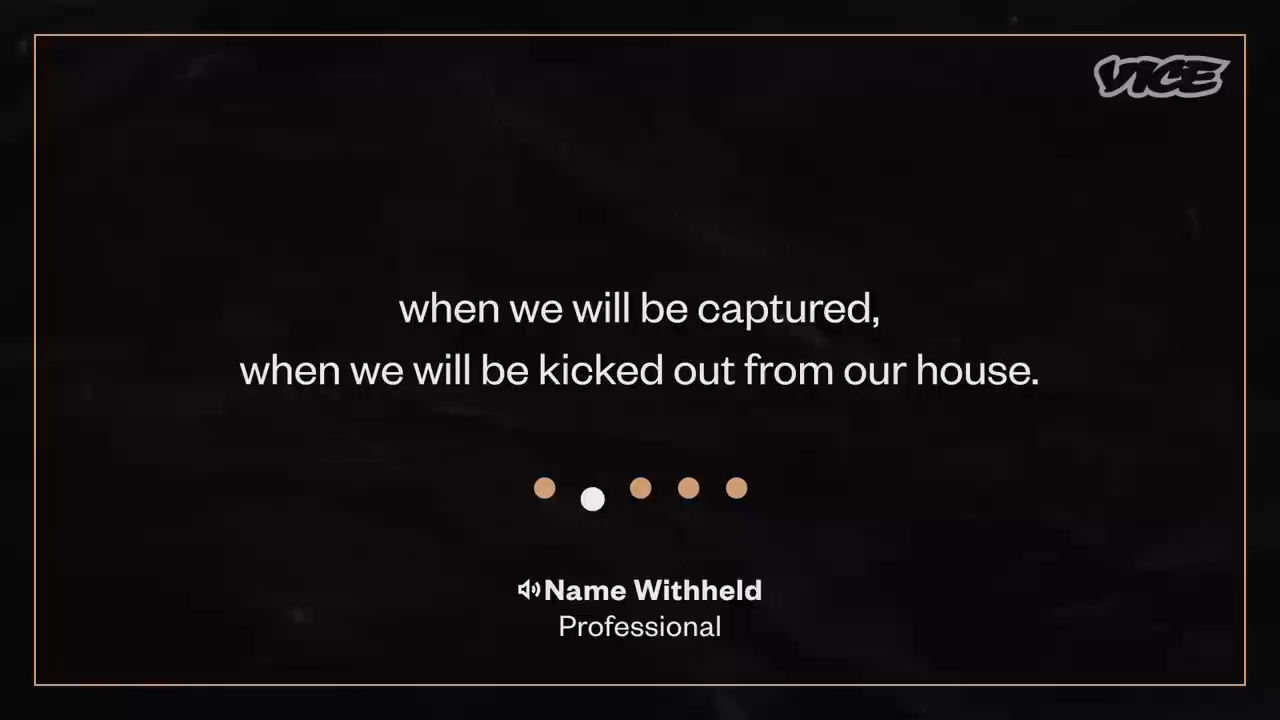 VICE
when we will be captured,
when we will be kicked out from our house.
Name Withheld
Professional